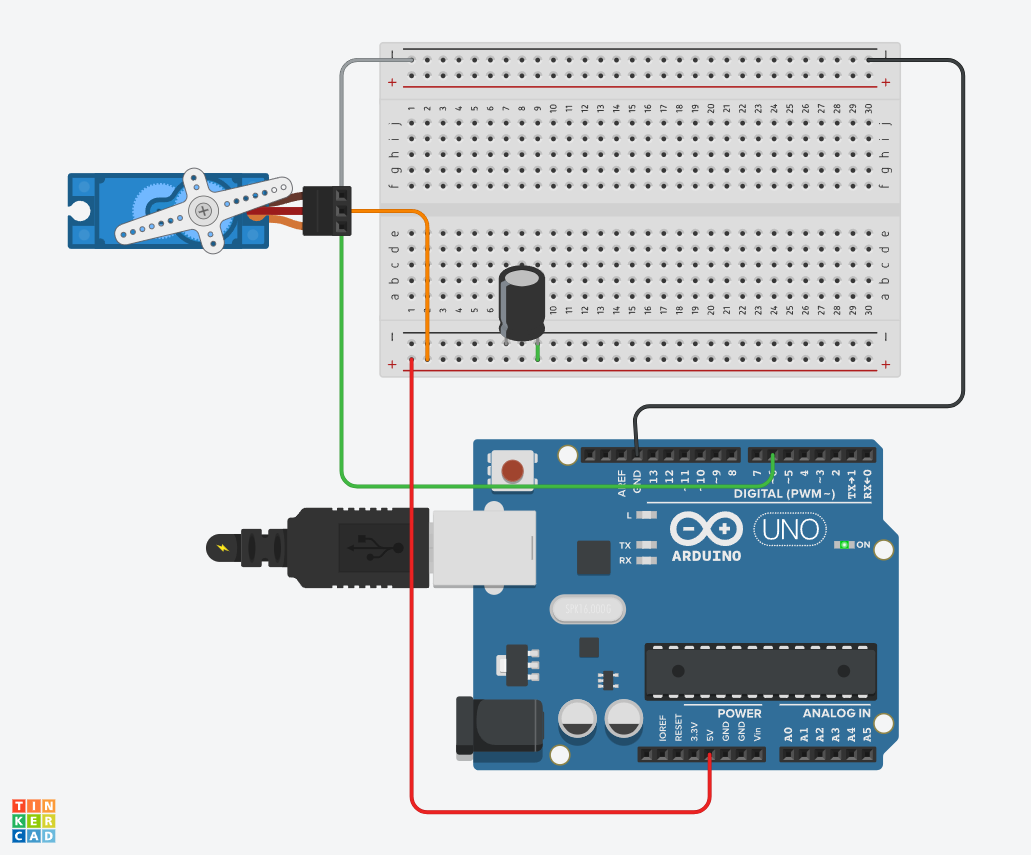 1 2 3 4 5 6 7 8 9 10 11 12 13 14 15 16 17 18 19 20 21 22 23 24 25 26 27 28 29 30
j j
i i
h h
g g
f f
e e
d d
c c
b b
a a
1 3 4 5 6 10 11 12 13 14 15 16 17 18 19 20 21 22 23 24 25 26 27 28 29 30
- -
+ +
AREF GND 13 12 ~11 ~10 ~9 8 7 ~6 ~5 4 ~3 2 TX→1 RX←0
DIGITAL (PWM~)
L
TX
RX
ARDUINO
UNO
ON
POWER
ANALOG IN
IOREF RESET 3.3V 5V GND GND Vin A0 A1 A2 A3 A4 A5
TIN
KER
CAD